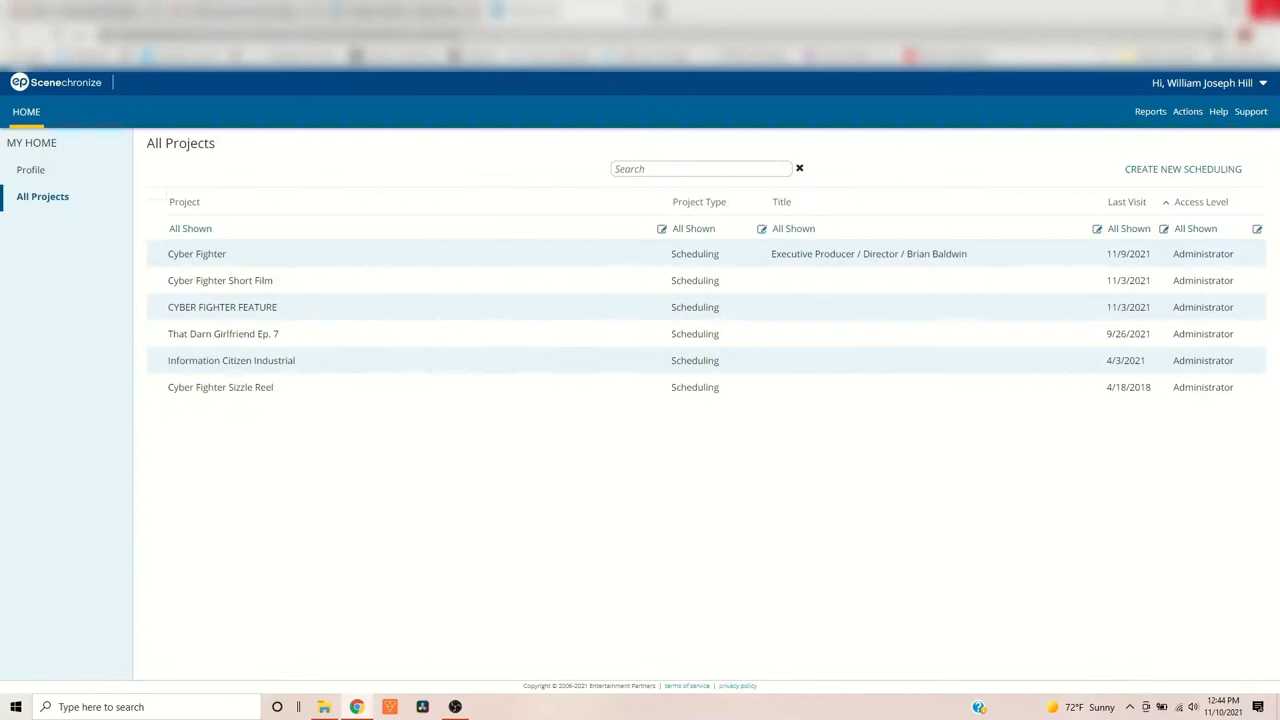 ep Scenechronize
Hi, William Joseph Hill
HOME
Reports Actions Help Support
MY HOME
Profile
All Projects
All Projects
Search
CREATE NEW SCHEDULING
Project Project Type Title Last Visit Access Level
All Shown All Shown All Shown All Shown All Shown
Cyber Fighter Scheduling Executive Producer / Director / Brian Baldwin 11/9/2021 Administrator
Cyber Fighter Short Film Scheduling 11/3/2021 Administrator
CYBER FIGHTER FEATURE Scheduling 11/3/2021 Administrator
That Darn Girlfriend Ep. 7 Scheduling 9/26/2021 Administrator
Information Citizen Industrial Scheduling 4/3/2021 Administrator
Cyber Fighter Sizzle Reel Scheduling 4/18/2018 Administrator
Copyright © 2006-2021 Entertainment Partners | terms of service | privacy policy
Type here to search
72°F Sunny
12:44 PM
11/10/2021